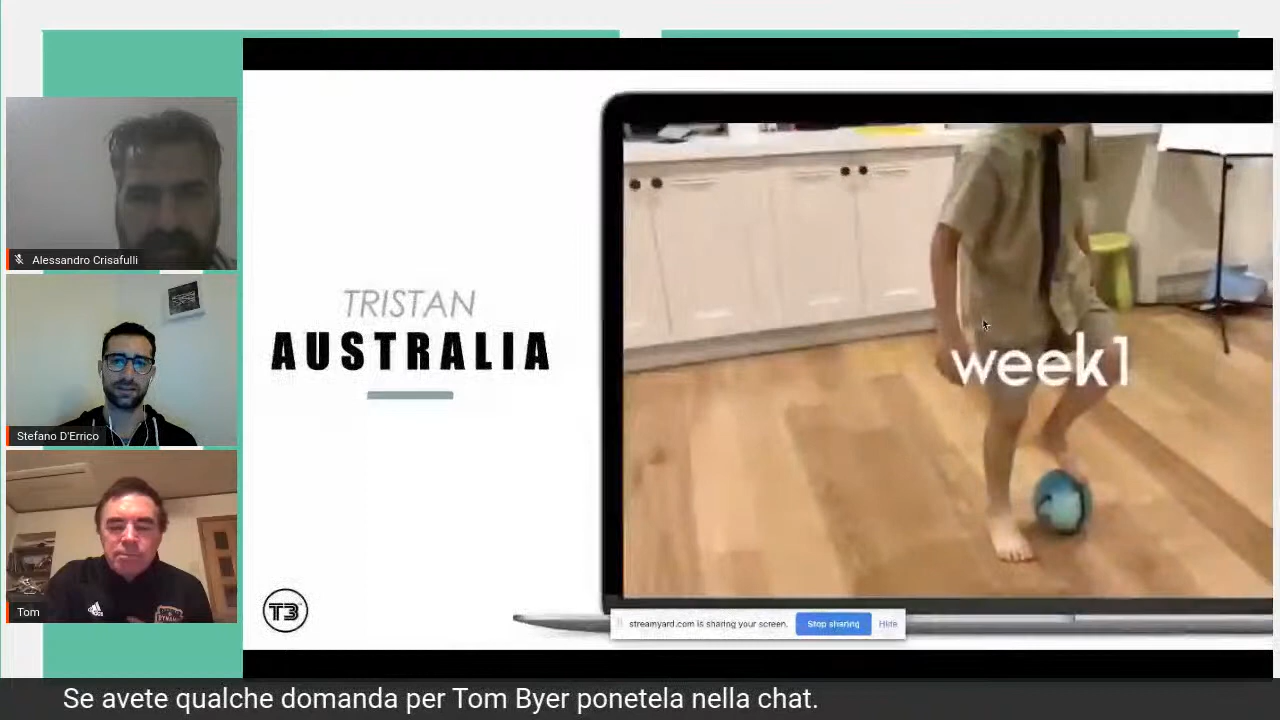 Alessandro Crisafulli
Stefano D'Errico
Tom
TRISTAN
AUSTRALIA
week1
T3
streamyard.com is sharing your screen.
Stop sharing
Hide
Se avete qualche domanda per Tom Byer ponetela nella chat.